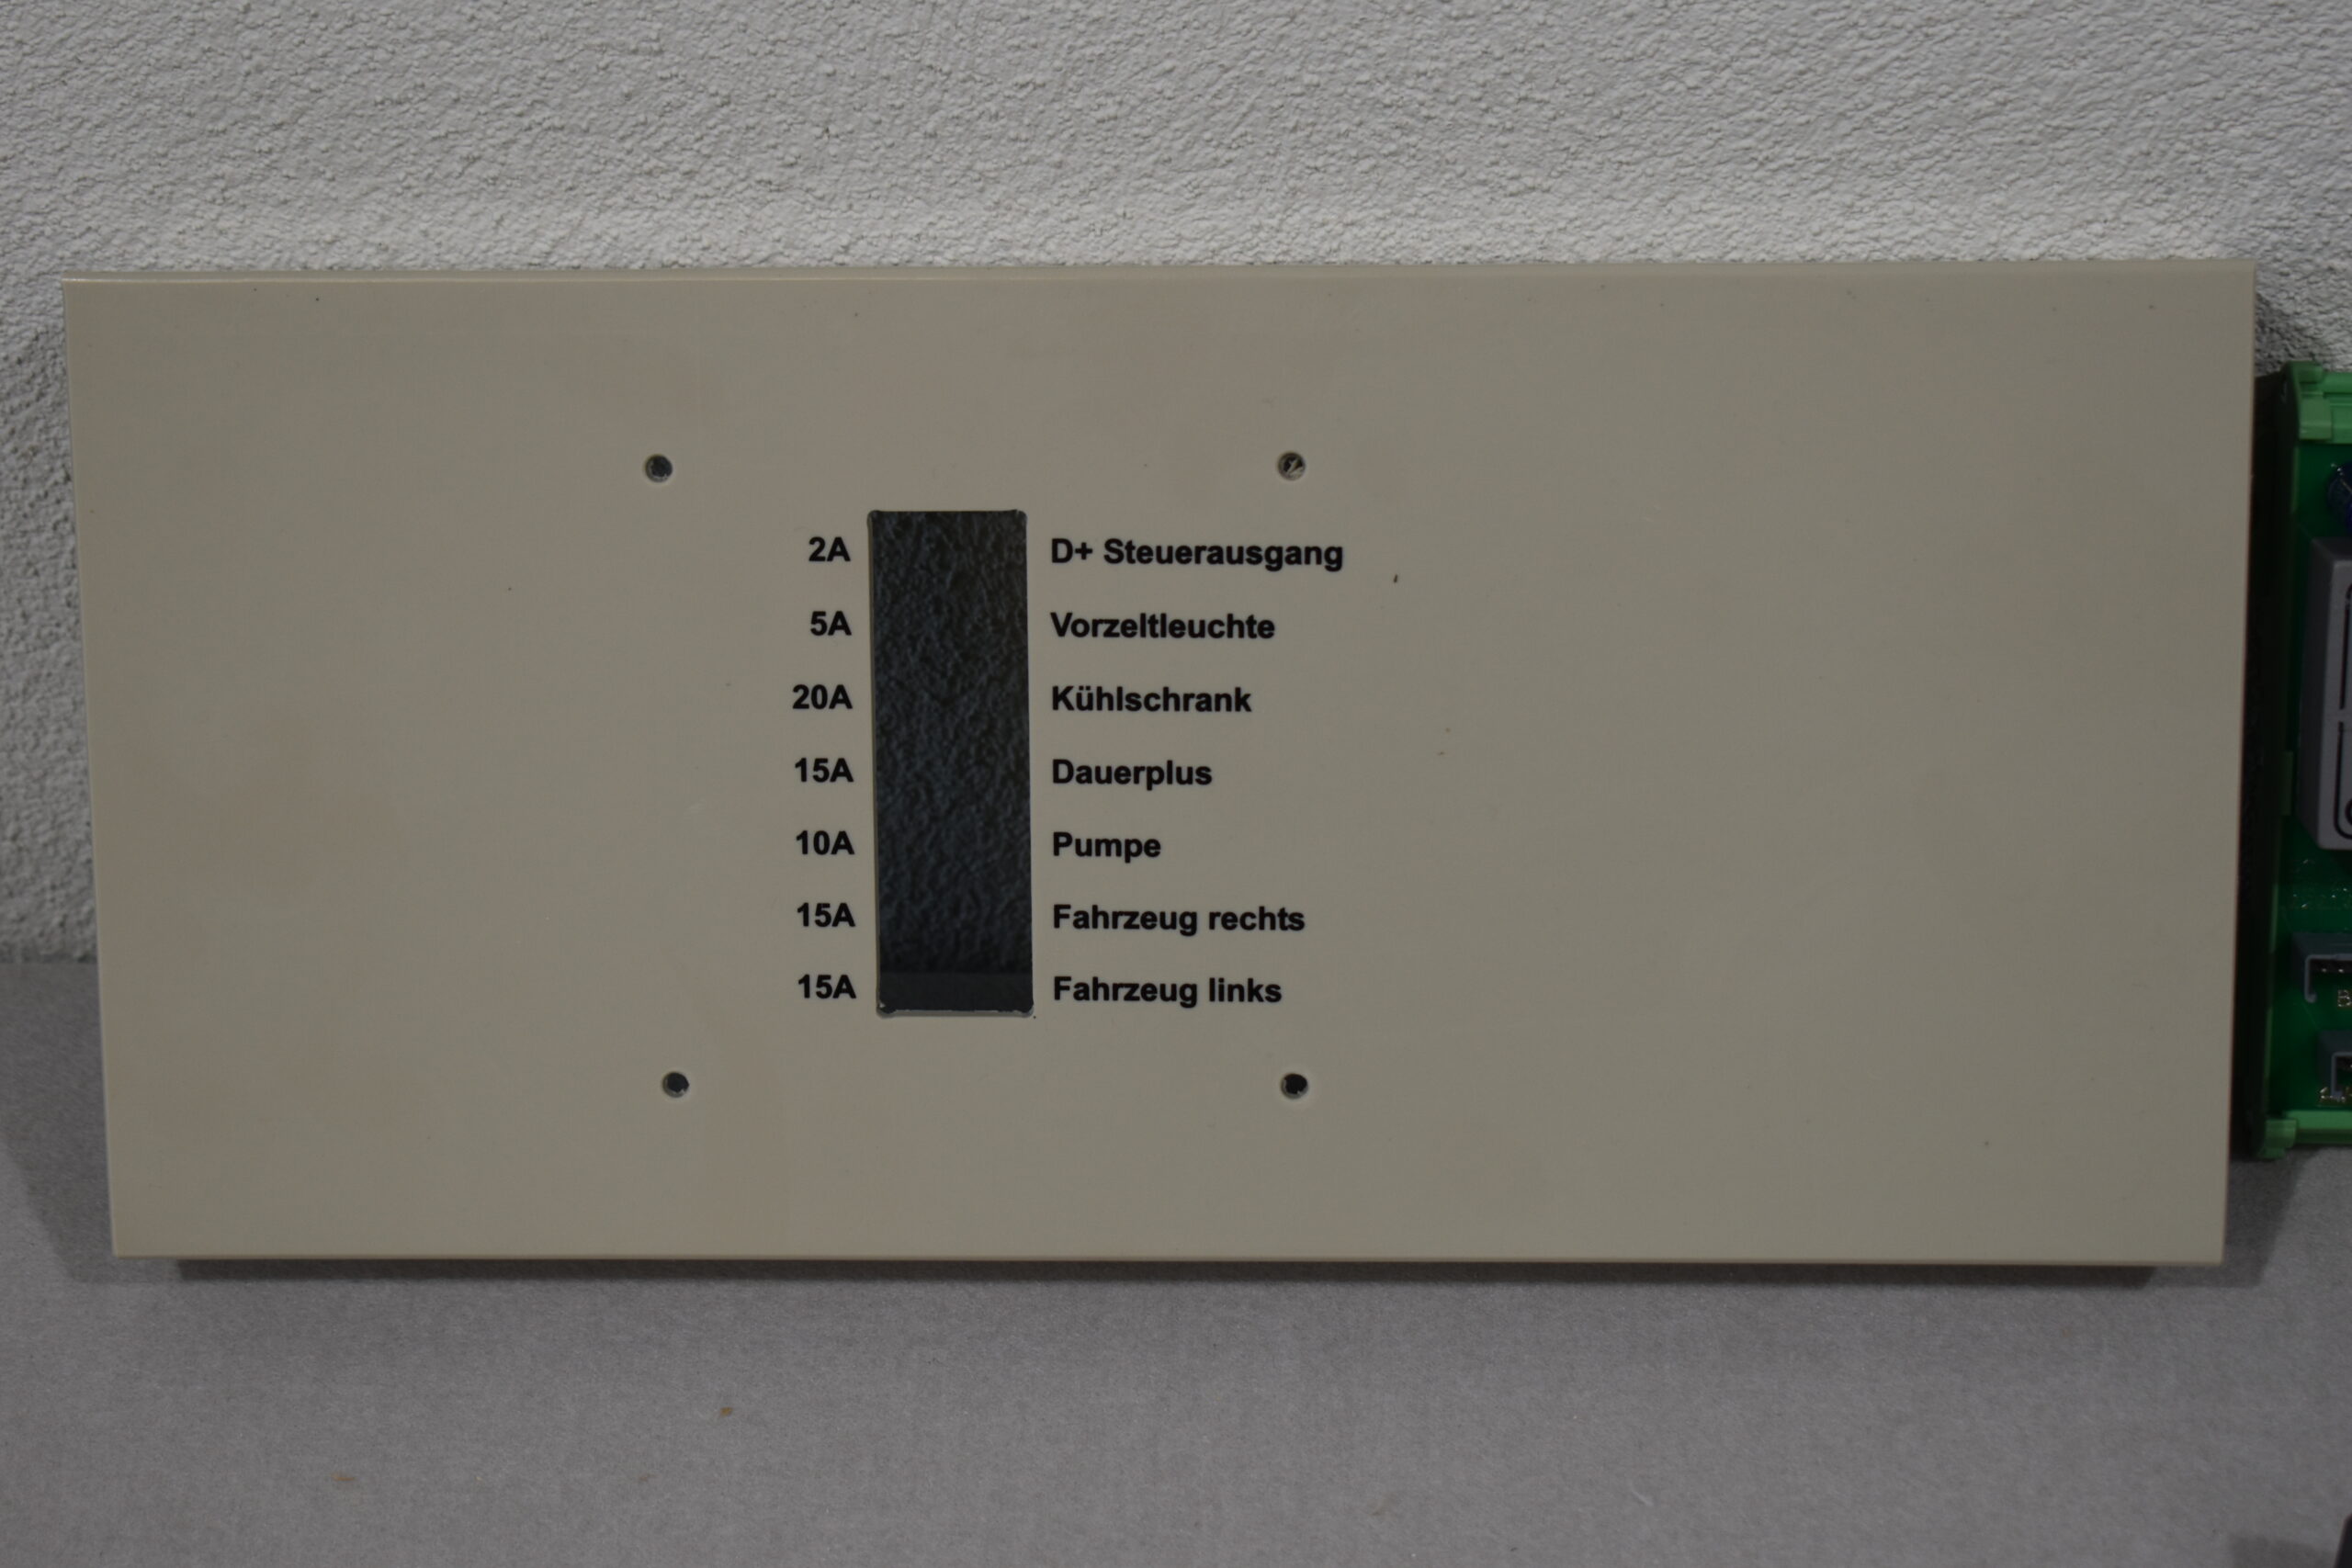 2A D+ Steuerausgang
5A Vorzeltleuchte
20A Kühlschrank
15A Dauerplus
10A Pumpe
15A Fahrzeug rechts
15A Fahrzeug links